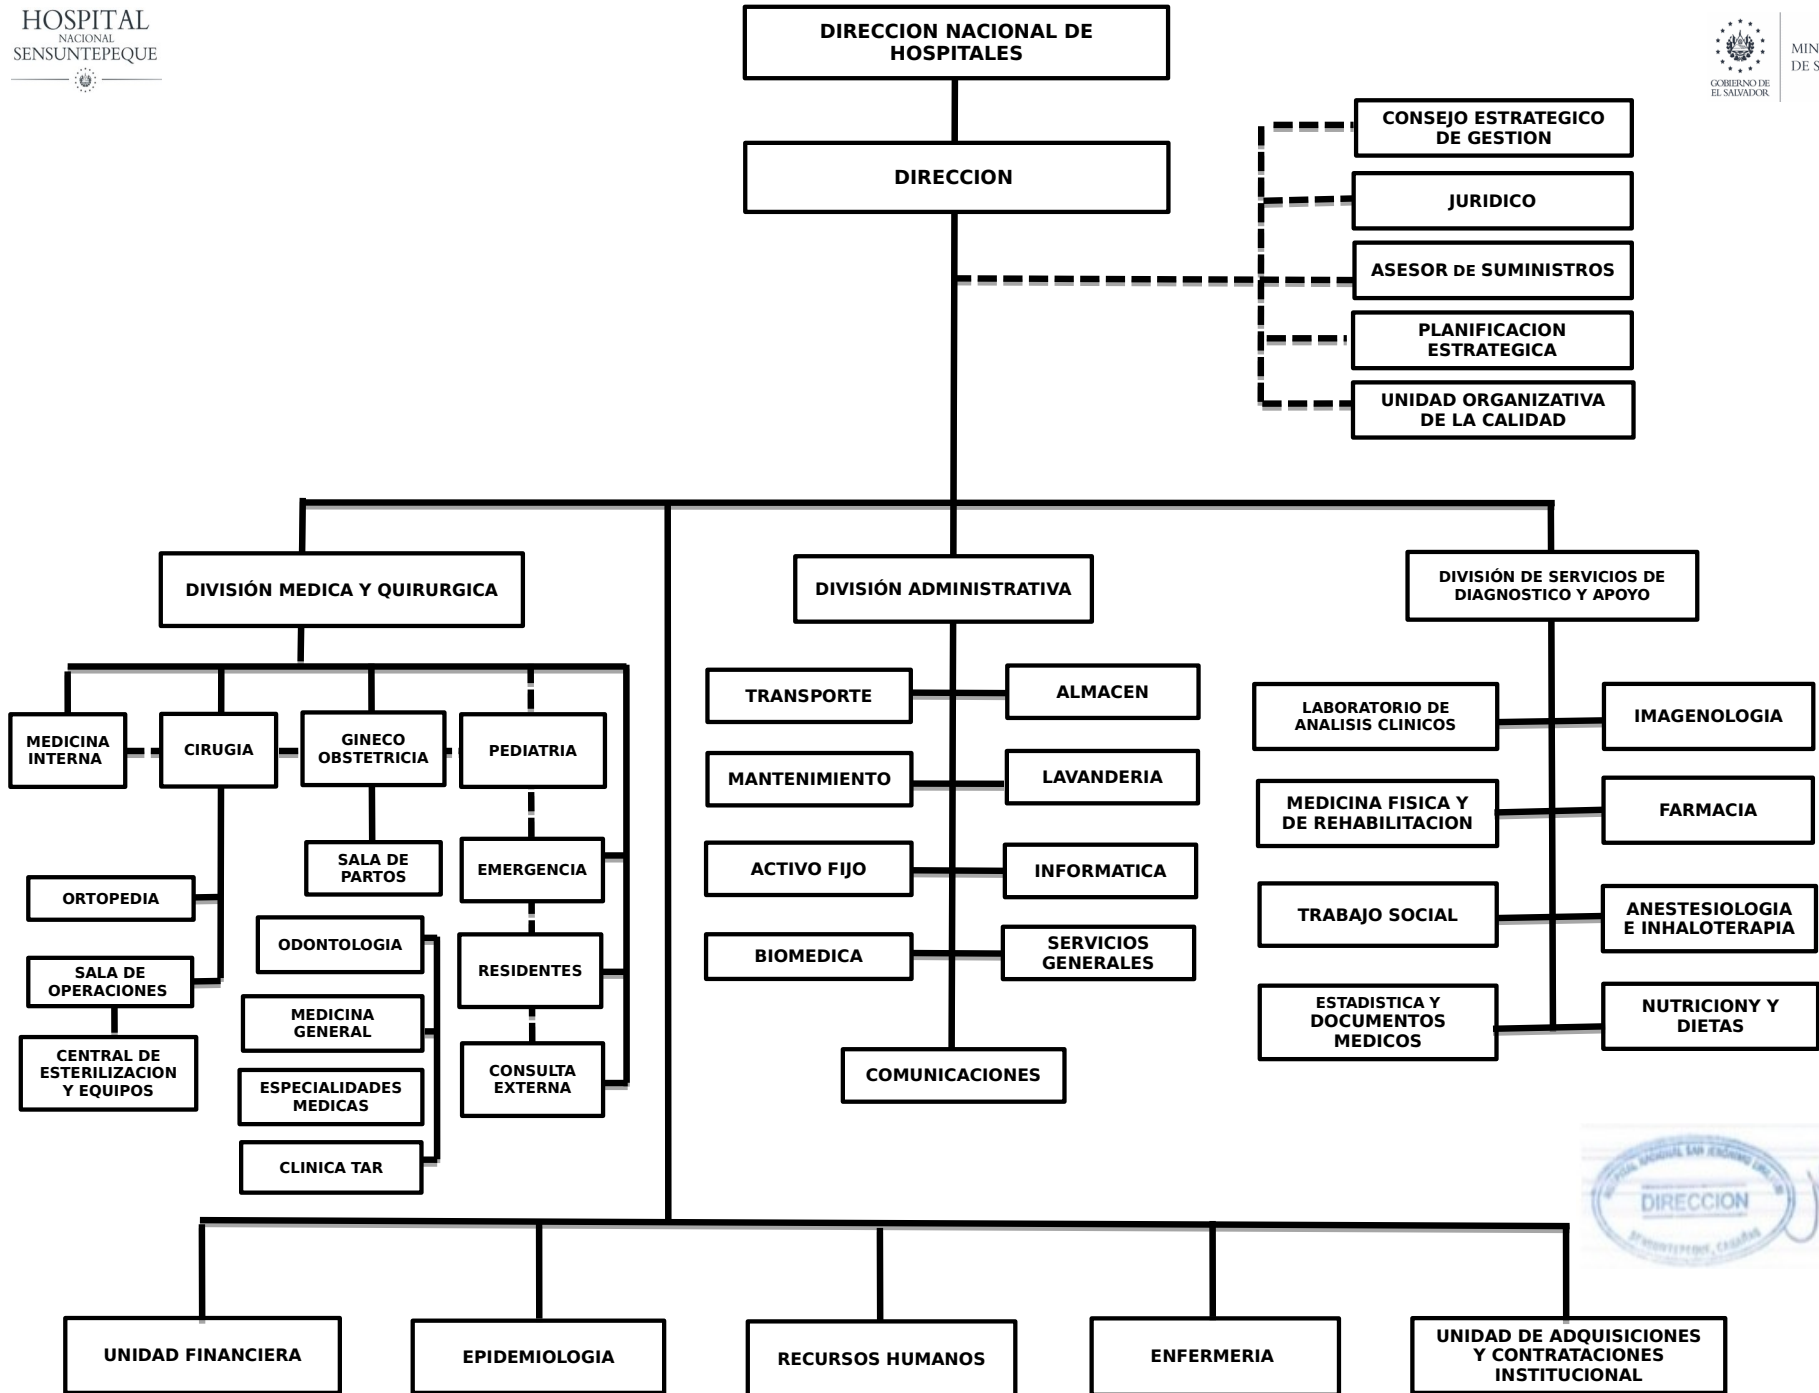 HOSPITAL
NACIONAL
SENSUNTEPEQUE
DIRECCION NACIONAL DE
HOSPITALES
GOBIERNO DE
EL SALVADOR
DIRECCION
CONSEJO ESTRATEGICO
DE GESTION
JURIDICO
ASESOR DE SUMINISTROS
PLANIFICACION
ESTRATEGICA
UNIDAD ORGANIZATIVA
DE LA CALIDAD
DIVISIÓN MEDICA Y QUIRURGICA
DIVISIÓN ADMINISTRATIVA
DIVISIÓN DE SERVICIOS DE
DIAGNOSTICO Y APOYO
MEDICINA
INTERNA
CIRUGIA
GINECO
OBSTETRICIA
PEDIATRIA
SALA DE
PARTOS
EMERGENCIA
ORTOPEDIA
ODONTOLOGIA
RESIDENTES
SALA DE
OPERACIONES
MEDICINA
GENERAL
CENTRAL DE
ESTERILIZACION
Y EQUIPOS
ESPECIALIDADES
MEDICAS
CONSULTA
EXTERNA
CLINICA TAR
TRANSPORTE
ALMACEN
MANTENIMIENTO
LAVANDERIA
ACTIVO FIJO
INFORMATICA
BIOMEDICA
SERVICIOS
GENERALES
COMUNICACIONES
LABORATORIO DE
ANALISIS CLINICOS
IMAGENOLOGIA
MEDICINA FISICA Y
DE REHABILITACION
FARMACIA
TRABAJO SOCIAL
ANESTESIOLOGIA
E INHALOTERAPIA
ESTADISTICA Y
DOCUMENTOS
MEDICOS
NUTRICIONY Y
DIETAS
DIRECCION
SENSUNTEPEQUE, CABAÑAS
UNIDAD FINANCIERA
EPIDEMIOLOGIA
RECURSOS HUMANOS
ENFERMERIA
UNIDAD DE ADQUISICIONES
Y CONTRATACIONES
INSTITUCIONAL